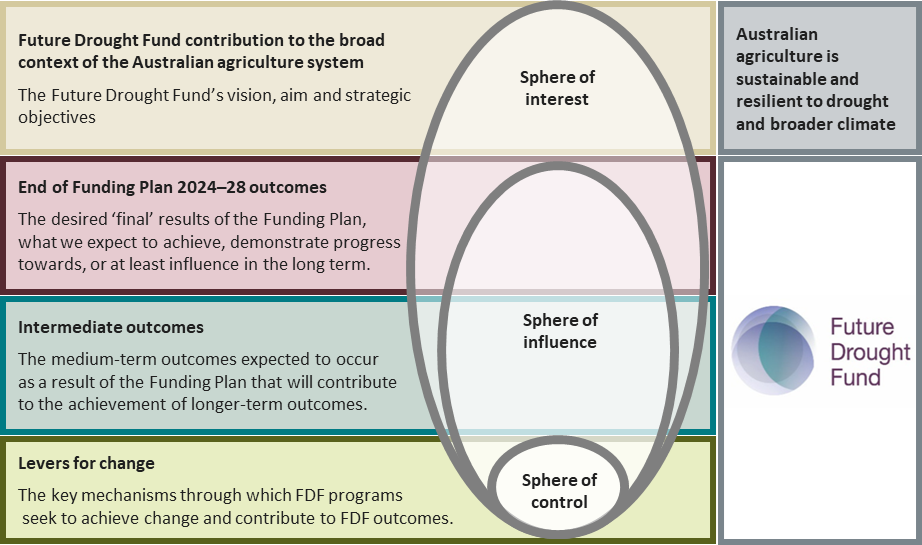 Future Drought Fund contribution to the broad
context of the Australian agriculture system
The Future Drought Fund's vision, aim and strategic
objectives
Sphere of
interest
Australian
agriculture is
sustainable and
resilient to drought
and broader climate
End of Funding Plan 2024–28 outcomes
The desired ‘final’ results of the Funding Plan,
what we expect to achieve, demonstrate progress
towards, or at least influence in the long term.
Intermediate outcomes
The medium-term outcomes expected to occur
as a result of the Funding Plan that will contribute
to the achievement of longer-term outcomes.
Sphere of
influence
Future
Drought
Fund
Levers for change
The key mechanisms through which FDF programs
seek to achieve change and contribute to FDF outcomes.
Sphere of
control